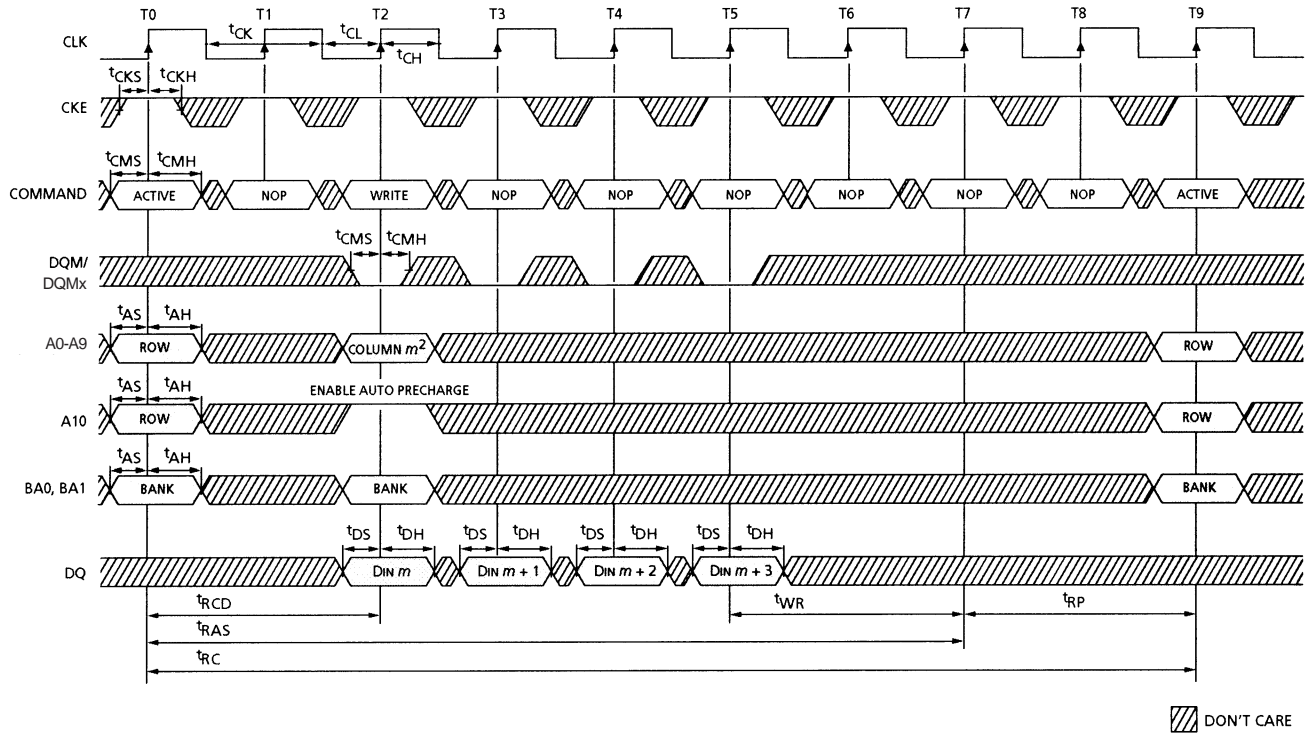 T0 T1 T2 T3 T4 T5 T6 T7 T8 T9
CLK tCK tCL tCH
tCKS tCKH
CKE
tCMS tCMH
COMMAND ACTIVE NOP WRITE NOP NOP NOP NOP NOP NOP ACTIVE
tCMS tCMH
DQM/
DQMx
tAS tAH
A0-A9 ROW COLUMN m2 ROW
tAS tAH ENABLE AUTO PRECHARGE
A10 ROW ROW
tAS tAH
BA0, BA1 BANK BANK BANK
tDS tDH tDS tDH tDS tDH tDS tDH
DQ DIN m DIN m + 1 DIN m + 2 DIN m + 3
tRCD tWR tRP
tRAS
tRC
DON'T CARE